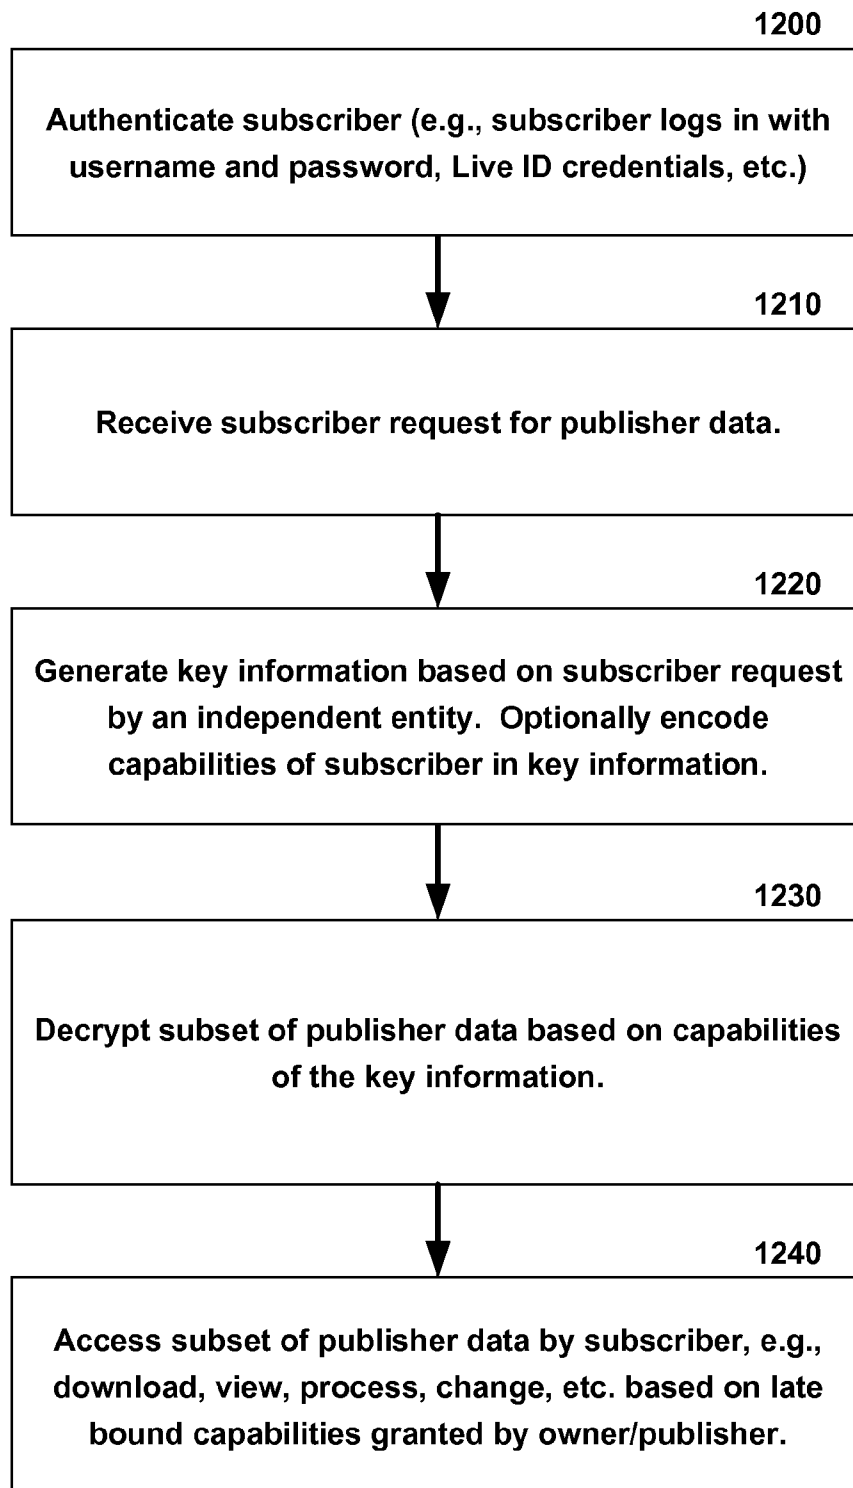 1200
Authenticate subscriber (e.g., subscriber logs in with
username and password, Live ID credentials, etc.)
1210
Receive subscriber request for publisher data.
1220
Generate key information based on subscriber request
by an independent entity.  Optionally encode
capabilities of subscriber in key information.
1230
Decrypt subset of publisher data based on capabilities
of the key information.
1240
Access subset of publisher data by subscriber, e.g.,
download, view, process, change, etc. based on late
bound capabilities granted by owner/publisher.